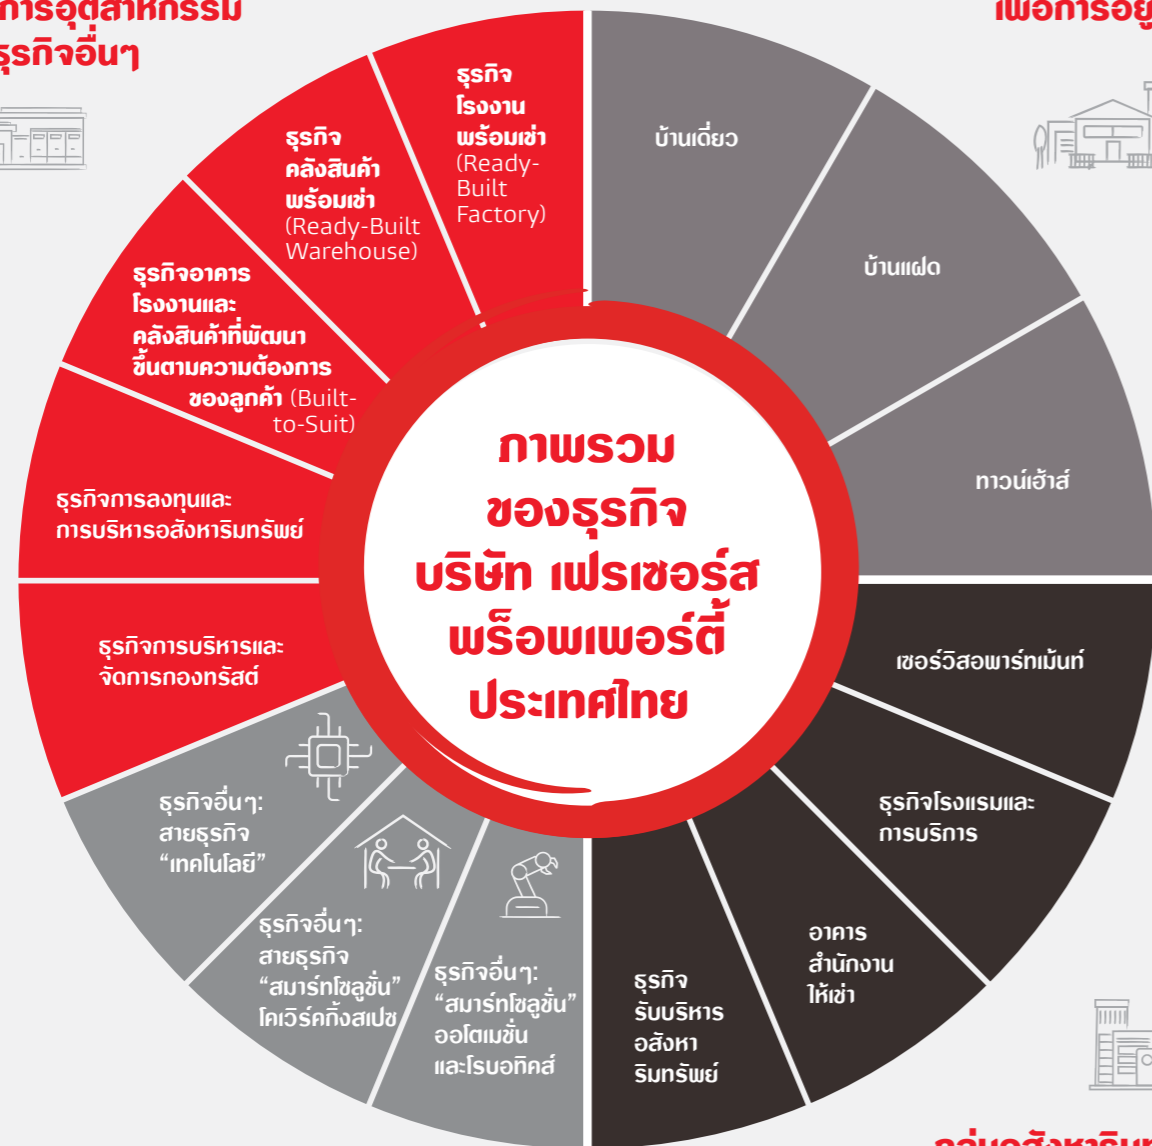 การอุตสาหกรรม
ธุรกิจอื่นๆ
เพื่อการอยู่
ธุรกิจ
โรงงาน
พร้อมเช่า
(Ready-
Built
Factory)
ธุรกิจ
คลังสินค้า
พร้อมเช่า
(Ready-Built
Warehouse)
ธุรกิจอาคาร
โรงงานและ
คลังสินค้าที่พัฒนา
ขึ้นตามความต้องการ
ของลูกค้า (Built-
to-Suit)
ธุรกิจการลงทุนและ
การบริหารอสังหาริมทรัพย์
ธุรกิจการบริหารและ
จัดการกองทรัสต์
ธุรกิจอื่นๆ:
สายธุรกิจ
“เทคโนโลยี”
ธุรกิจอื่นๆ:
สายธุรกิจ
“สมาร์ทโซลูชั่น”
โคเวิร์คกิ้งสเปซ
ธุรกิจอื่นๆ:
“สมาร์ทโซลูชั่น”
ออโตเมชั่น
และโรบอทิคส์
บ้านเดี่ยว
บ้านแฝด
ทาวน์เฮ้าส์
เซอร์วิสอพาร์ทเม้นท์
ธุรกิจโรงแรมและ
การบริการ
อาคาร
สำนักงาน
ให้เช่า
ธุรกิจ
รับบริหาร
อสังหา
ริมทรัพย์
ภาพรวม
ของธุรกิจ
บริษัท เฟรเซอร์ส
พร็อพเพอร์ตี้
ประเทศไทย